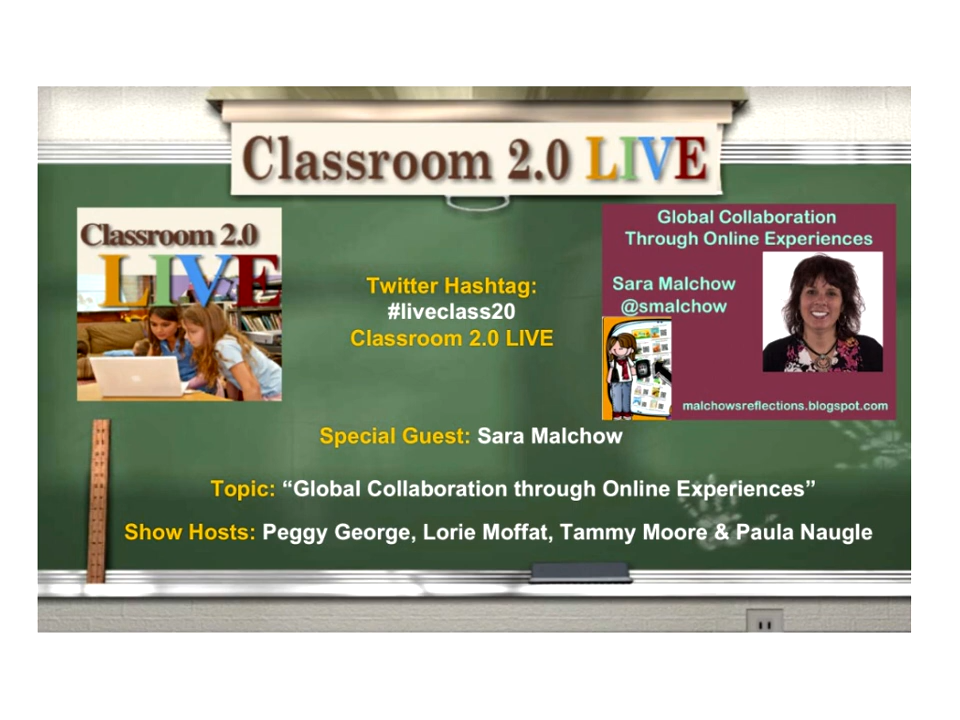 Classroom 2.0 LIVE
Classroom 2.0
LIVE
Twitter Hashtag:
#liveclass20
Classroom 2.0 LIVE
Global Collaboration
Through Online Experiences
Sara Malchow
@smalchow
malchowsreflections.blogspot.com
Special Guest: Sara Malchow
Topic: “Global Collaboration through Online Experiences”
Show Hosts: Peggy George, Lorie Moffat, Tammy Moore & Paula Naugle